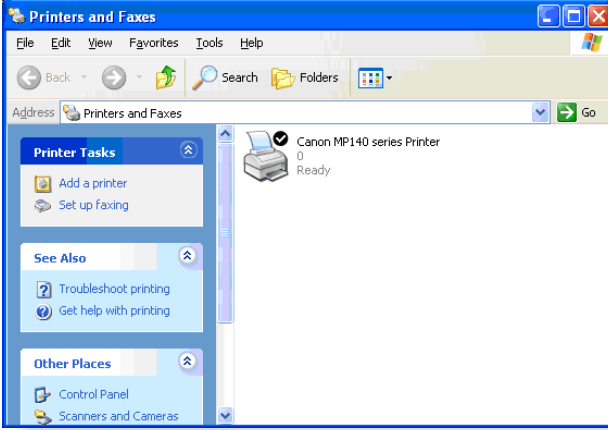 Printers and Faxes
File Edit View Favorites Tools Help
Back Search Folders
Address Printers and Faxes Go
Printer Tasks
Add a printer
Set up faxing
See Also
Troubleshoot printing
Get help with printing
Other Places
Control Panel
Scanners and Cameras
Canon MP140 series Printer
0
Ready